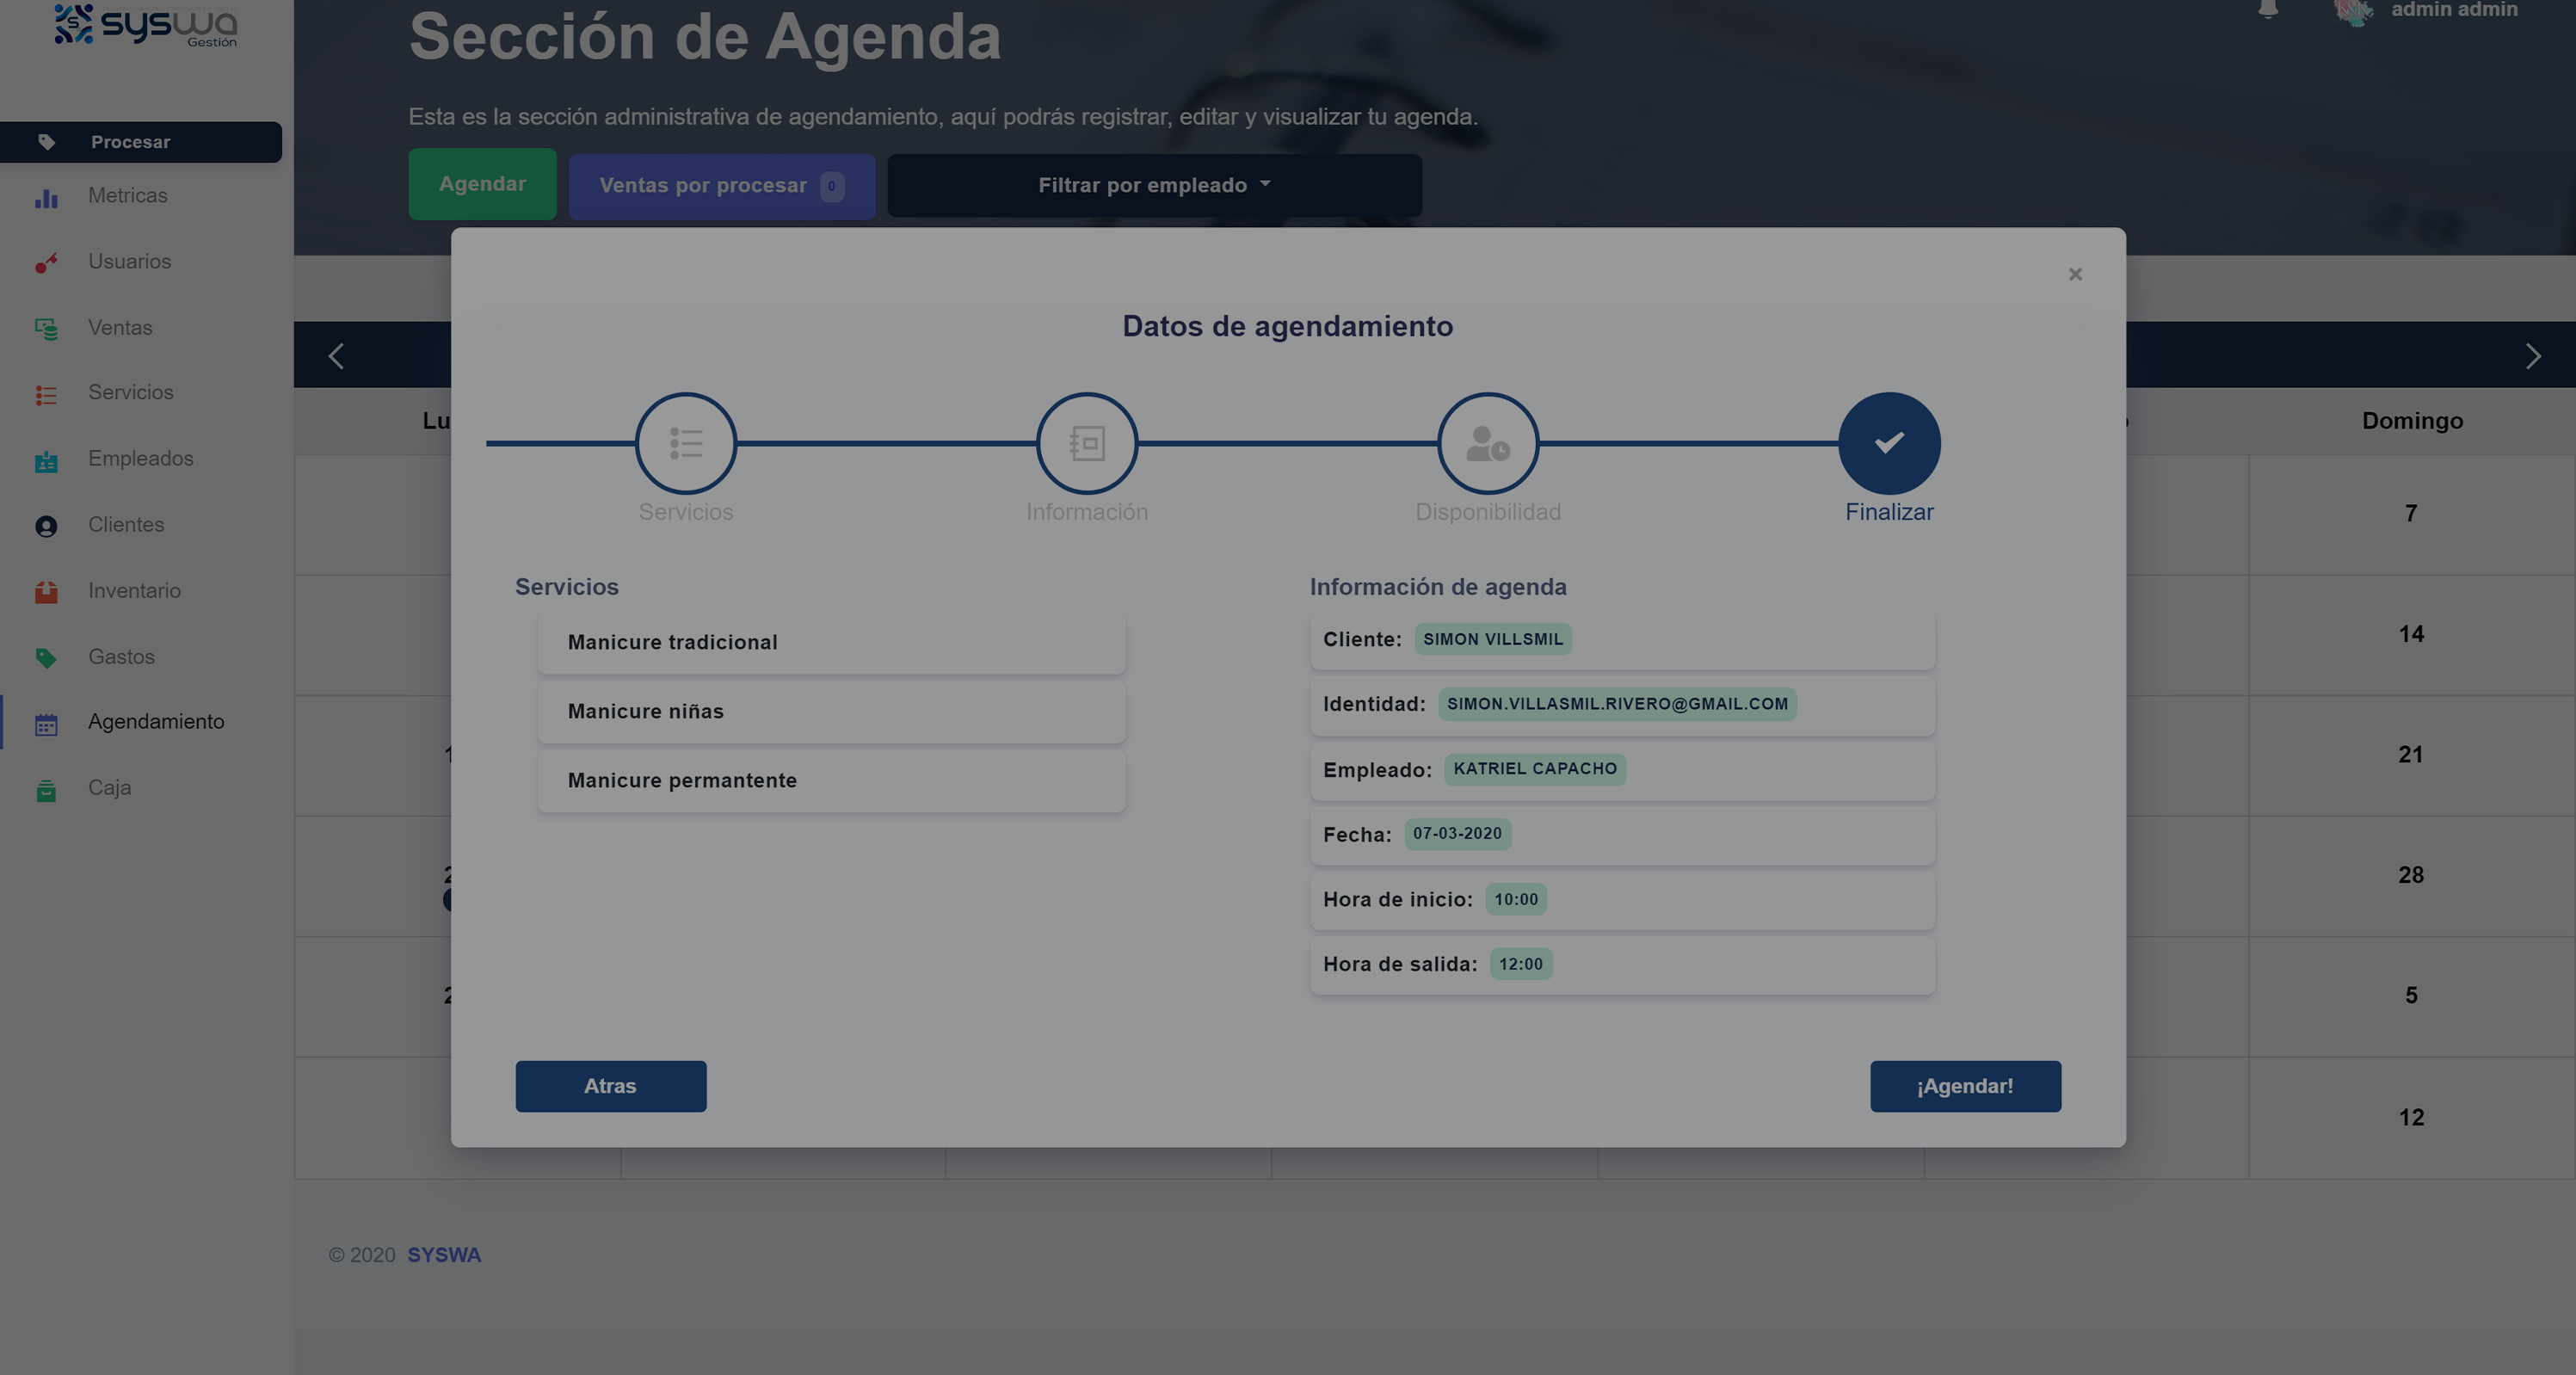 syswa
Gestión
Procesar
Metricas
Usuarios
Ventas
Servicios
Empleados
Clientes
Inventario
Gastos
Agendamiento
Caja
admin admin
Sección de Agenda
Esta es la sección administrativa de agendamiento, aquí podrás registrar, editar y visualizar tu agenda.
Agendar
Ventas por procesar 0
Filtrar por empleado
Lu
Domingo
7
14
21
28
5
12
×
Datos de agendamiento
Servicios
Información
Disponibilidad
Finalizar
Servicios
Manicure tradicional
Manicure niñas
Manicure permantente
Información de agenda
Cliente: SIMON VILLSMIL
Identidad: SIMON.VILLASMIL.RIVERO@GMAIL.COM
Empleado: KATRIEL CAPACHO
Fecha: 07-03-2020
Hora de inicio: 10:00
Hora de salida: 12:00
Atras
¡Agendar!
© 2020 SYSWA